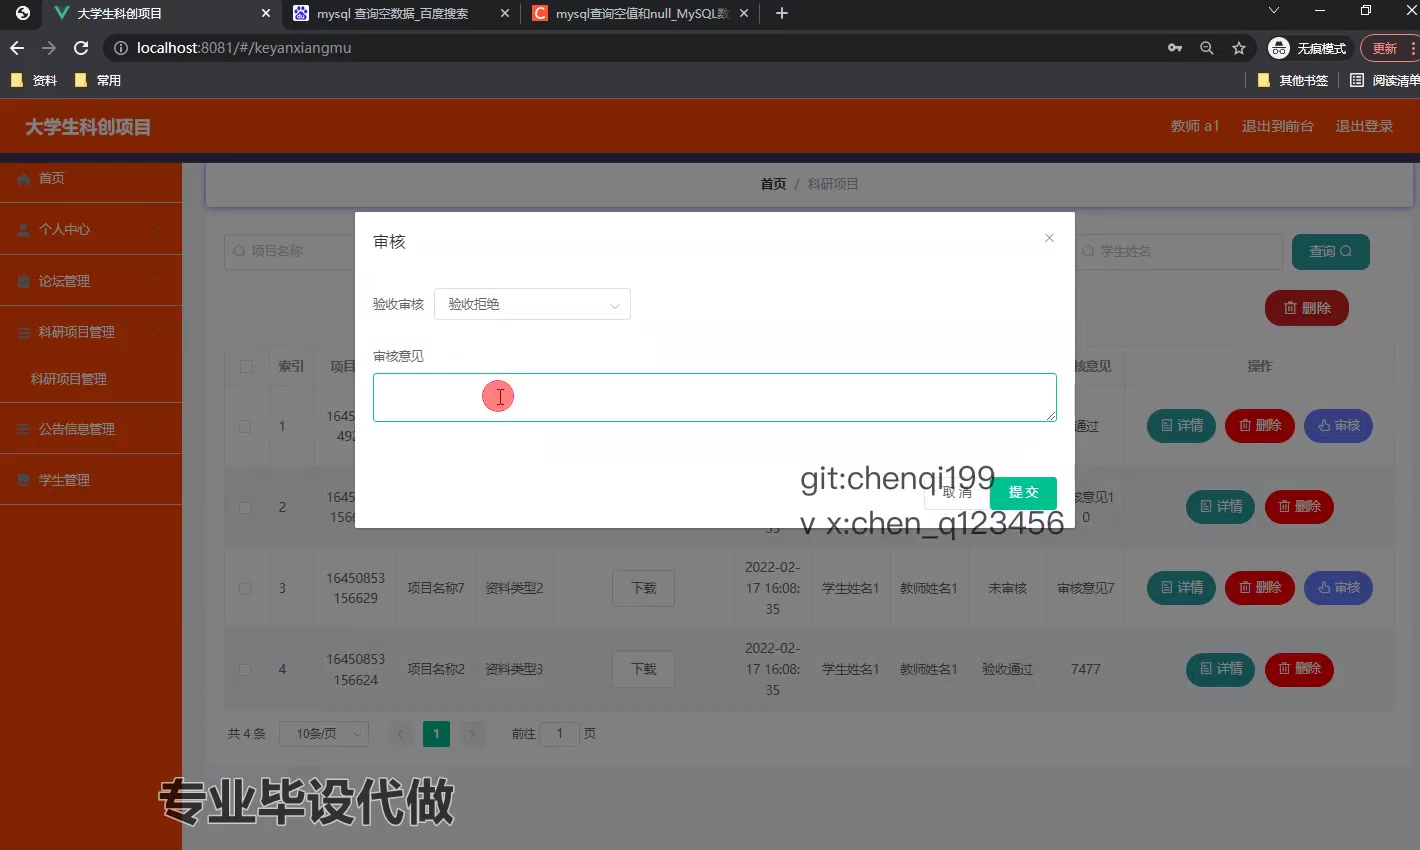 大学生科创项目
mysql 查询空数据_百度搜索
mysql查询空值和null_MySQL数
localhost:8081/#/keyanxiangmu
无痕模式
更新
资料
常用
其他书签
阅读清单
大学生科创项目
教师 a1
退出到前台
退出登录
首页
个人中心
论坛管理
科研项目管理
科研项目管理
公告信息管理
学生管理
首页 / 科研项目
项目名称
学生姓名
查询
删除
审核
验收审核
验收拒绝
审核意见
取 消
提 交
git:chenqi199
v x:chen_q123456
索引
项目
核意见
操作
1
1645
492
通过
详情
删除
审核
2
1645
156
35
核意见1
0
详情
删除
3
16450853
156629
项目名称7
资料类型2
下载
2022-02-
17 16:08:
35
学生姓名1
教师姓名1
未审核
审核意见7
详情
删除
审核
4
16450853
156624
项目名称2
资料类型3
下载
2022-02-
17 16:08:
35
学生姓名1
教师姓名1
验收通过
7477
详情
删除
共 4 条
10条/页
1
前往
1
页
专业毕设代做